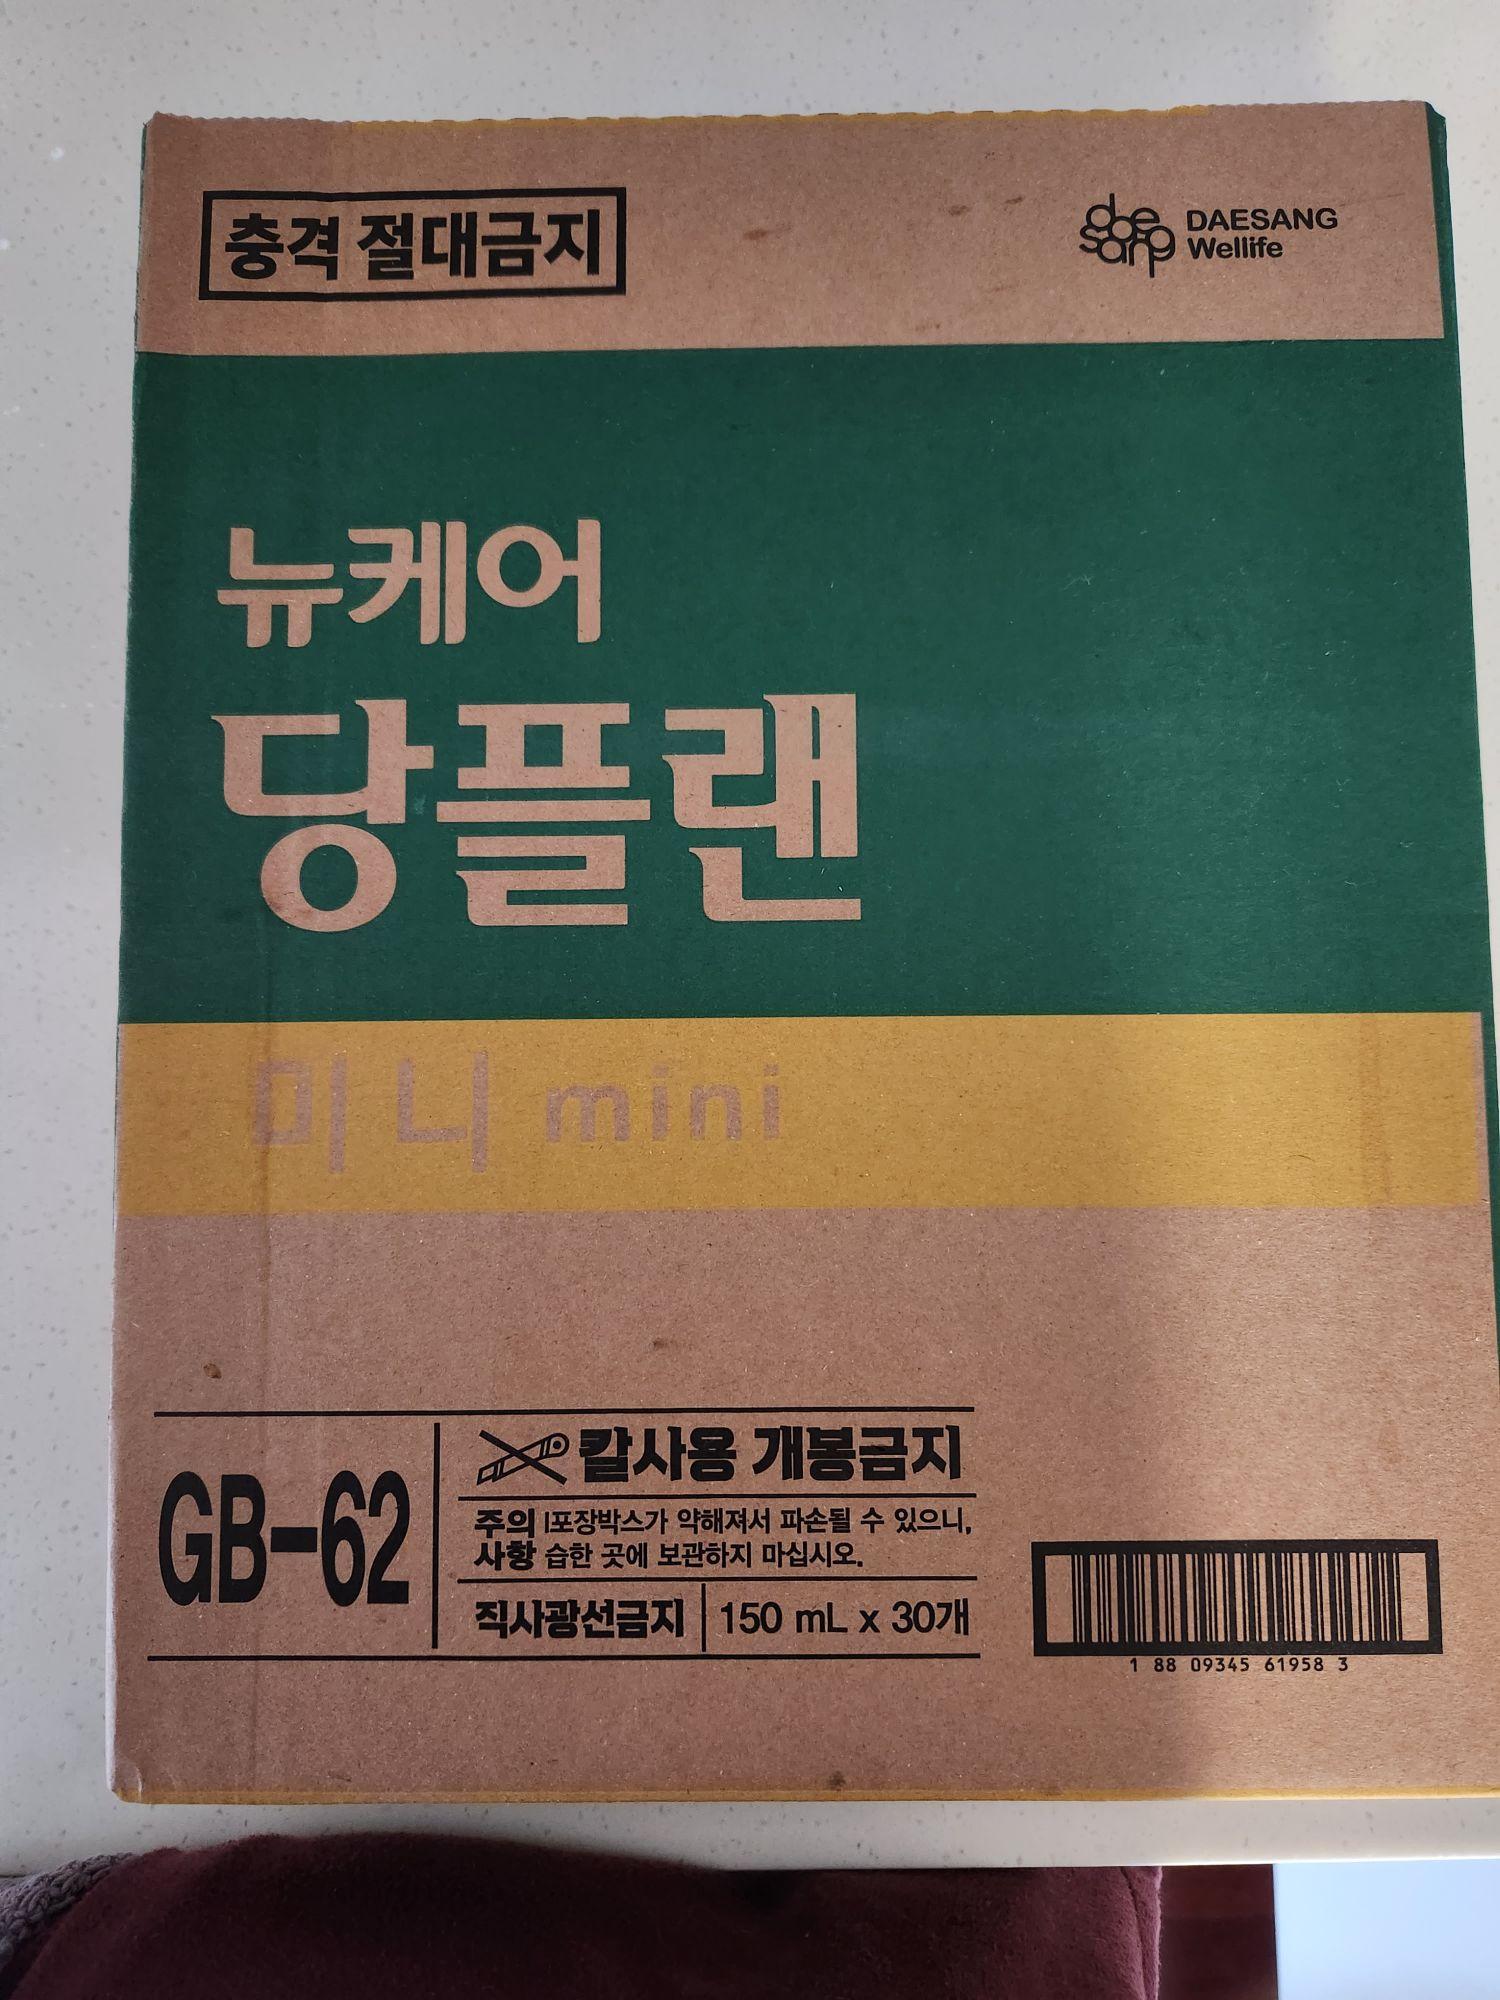 충격 절대금지
daesang
DAESANG
Wellife
뉴케어
당플랜
미니 mini
GB-62
칼사용 개봉금지
주의 |포장박스가 약해져서 파손될 수 있으니,
사항 습한 곳에 보관하지 마십시오.
직사광선금지 150 mL x 30개
1 88 09345 61958 3